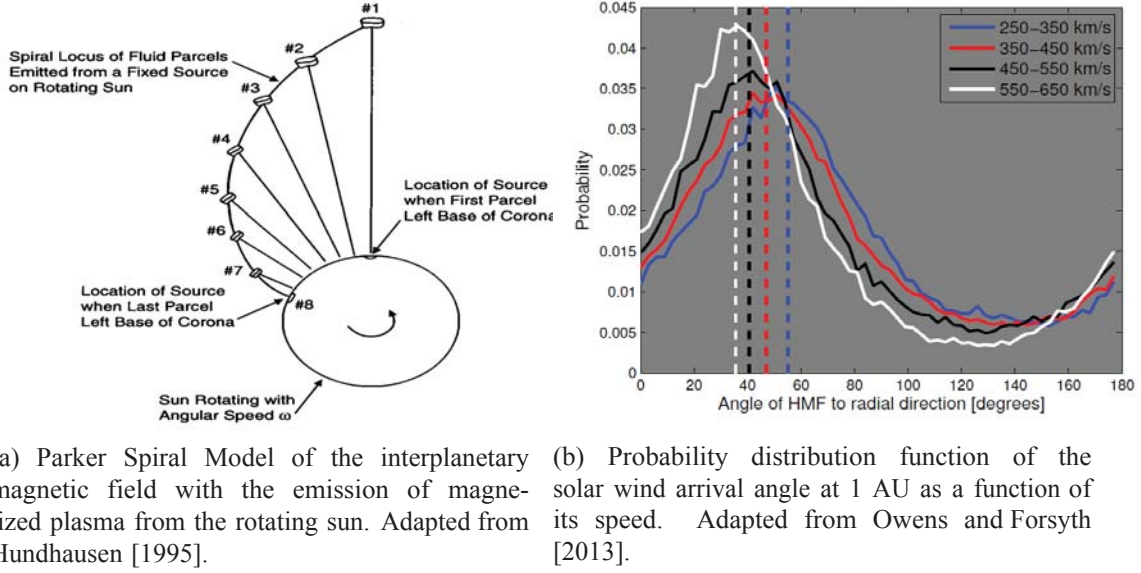 #1
#2
Spiral Locus of Fluid Parcels
Emitted from a Fixed Source
on Rotating Sun
#3
#4
Location of Source
when First Parcel
Left Base of Corona
#5
#6
#7
#8
Location of Source
when Last Parcel
Left Base of Corona
Sun Rotating with
Angular Speed ω
a) Parker Spiral Model of the interplanetary
magnetic field with the emission of magne-
ized plasma from the rotating sun. Adapted from
Hundhausen [1995].
0.045
0.04
0.035
0.03
0.025
0.02
0.015
0.01
0.005
0
Probability
250−350 km/s
350−450 km/s
450−550 km/s
550−650 km/s
0 20 40 60 80 100 120 140 160 180
Angle of HMF to radial direction [degrees]
(b) Probability distribution function of the
solar wind arrival angle at 1 AU as a function of
its speed. Adapted from Owens and Forsyth
[2013].